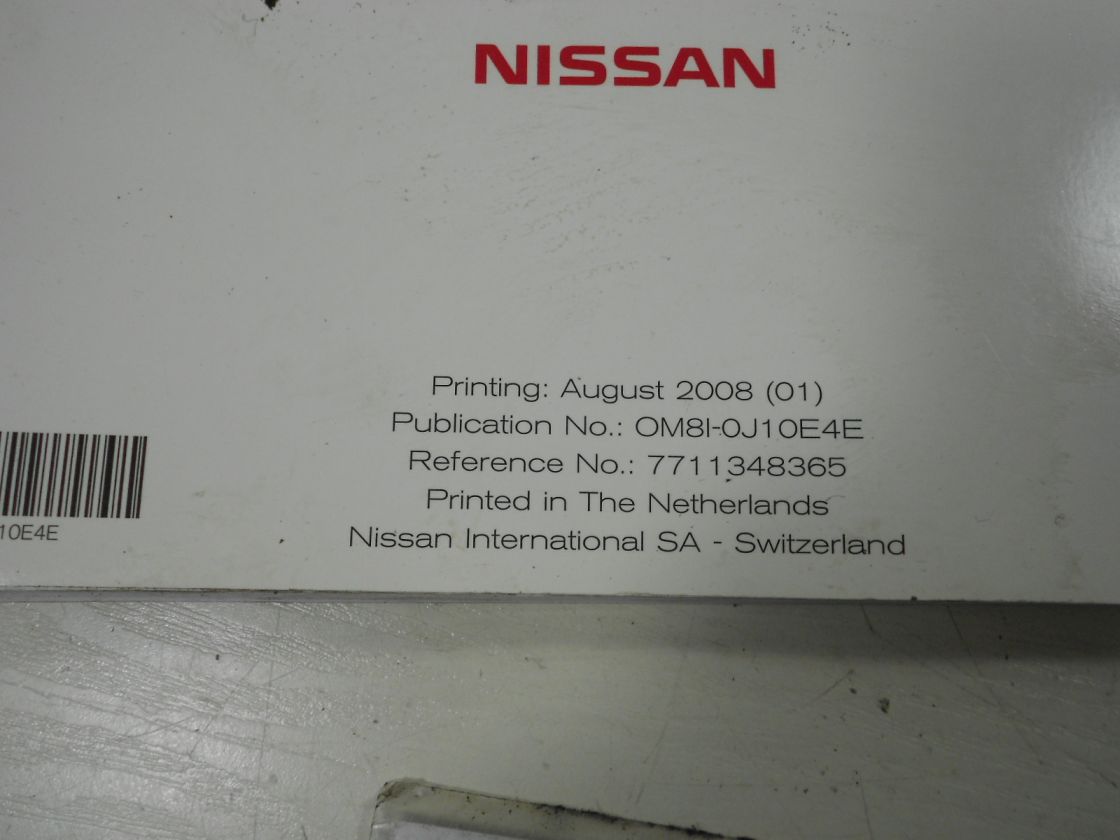 NISSAN
Printing: August 2008 (01)
Publication No.: OM8I-0J10E4E
Reference No.: 7711348365
Printed in The Netherlands
Nissan International SA - Switzerland
10E4E